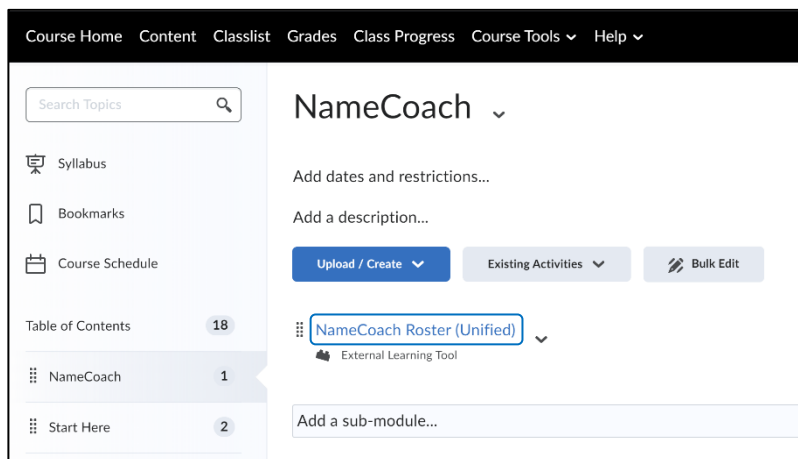 Course Home Content Classlist Grades Class Progress Course Tools Help
Search Topics
Syllabus
Bookmarks
Course Schedule
Table of Contents 18
NameCoach 1
Start Here 2
NameCoach
Add dates and restrictions...
Add a description...
Upload / Create Existing Activities Bulk Edit
NameCoach Roster (Unified)
External Learning Tool
Add a sub-module...